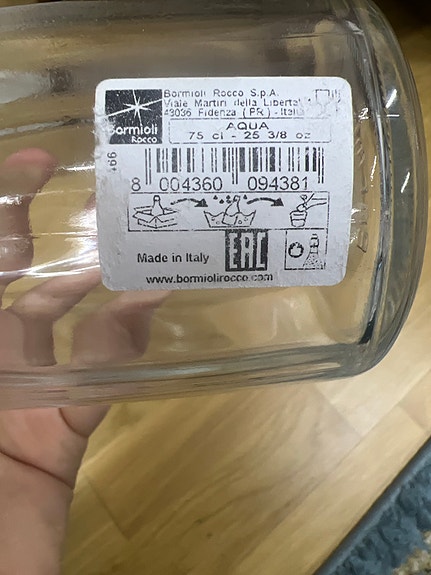 Bormioli Rocco S.p.A.
Viale Martiri della Liberta'
43036 Fidenza (PR) - Italia
Bormioli
Rocco
AQUA
75 cl - 25 3/8 oz
8 004360 094381
Made in Italy
EAC
www.bormiolirocco.com